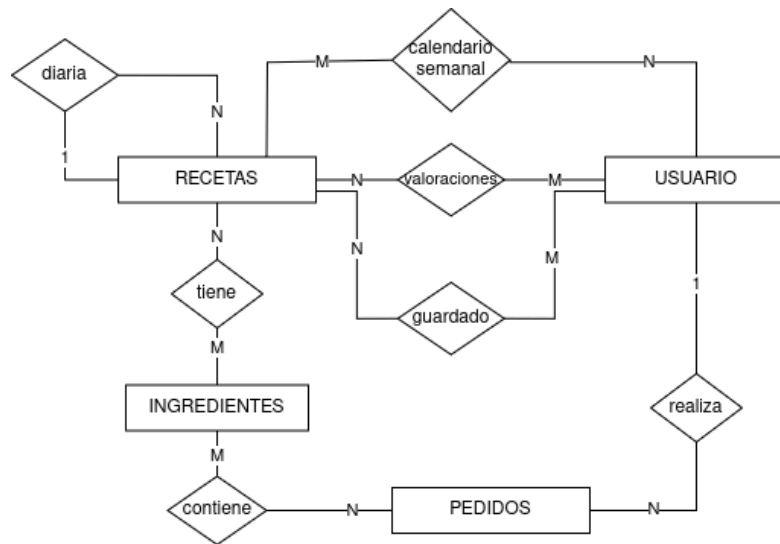 calendario
semanal
diaria
M
N
N
1
RECETAS
N
valoraciones
M
USUARIO
N
N
M
1
tiene
guardado
M
INGREDIENTES
realiza
M
contiene
N
PEDIDOS
N